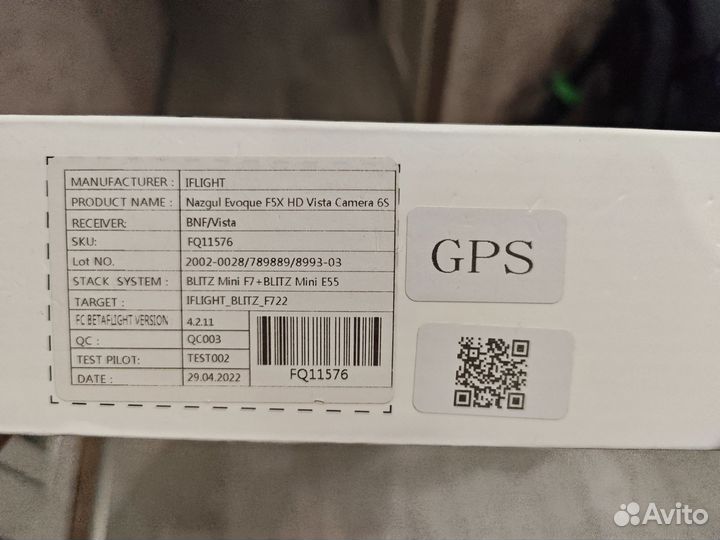 MANUFACTURER : IFLIGHT
PRODUCT NAME : Nazgul Evoque F5X HD Vista Camera 6S
RECEIVER: BNF/Vista
SKU: FQ11576
Lot NO. 2002-0028/789889/8993-03
STACK SYSTEM : BLITZ Mini F7+BLITZ Mini E55
TARGET : IFLIGHT_BLITZ_F722
FC BETAFLIGHT VERSION 4.2.11
QC : QC003
TEST PILOT: TEST002
DATE : 29.04.2022
FQ11576
GPS
Avito